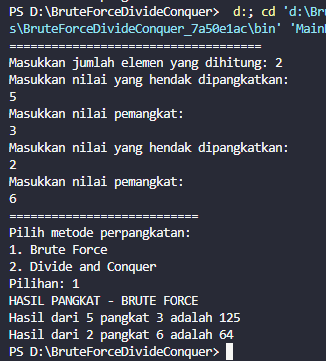 PS D:\BruteForceDivideConquer>  d:; cd 'd:\Bru
s\BruteForceDivideConquer_7a50e1ac\bin' 'Main
====================================
Masukkan jumlah elemen yang dihitung: 2
Masukkan nilai yang hendak dipangkatkan:
5
Masukkan nilai pemangkat:
3
Masukkan nilai yang hendak dipangkatkan:
2
Masukkan nilai pemangkat:
6
===========================
Pilih metode perpangkatan:
1. Brute Force
2. Divide and Conquer
Pilihan: 1
HASIL PANGKAT - BRUTE FORCE
Hasil dari 5 pangkat 3 adalah 125
Hasil dari 2 pangkat 6 adalah 64
PS D:\BruteForceDivideConquer>